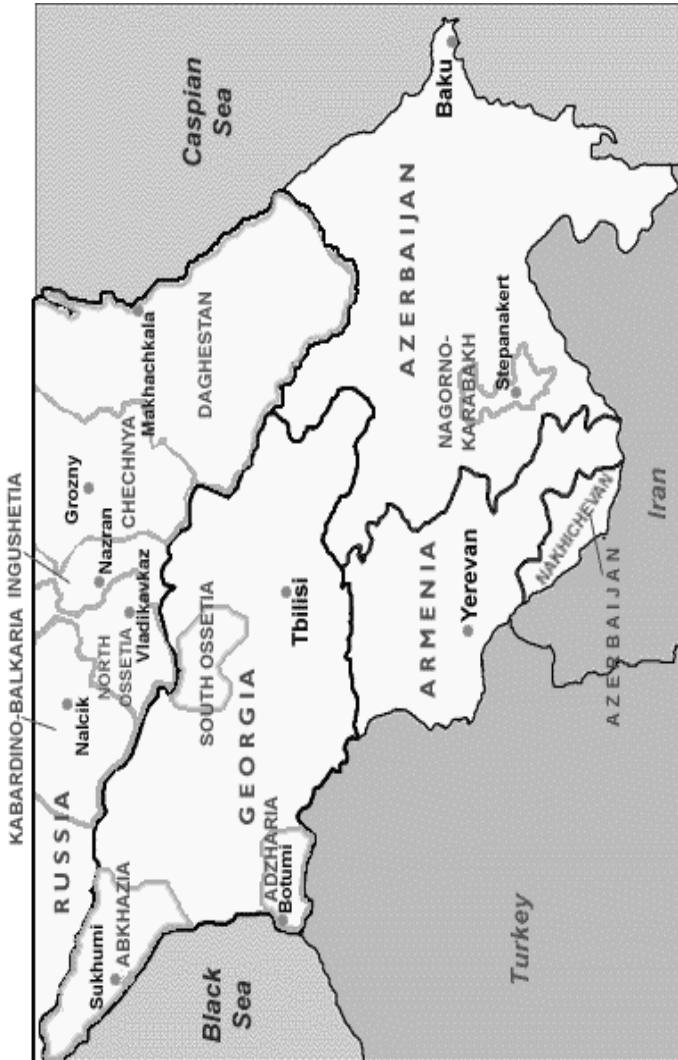 KABARDINO-BALKARIA
INGUSHETIA
RUSSIA
Nalcik
Nazran
Grozny
Sukhumi
ABKHAZIA
NORTH
OSSETIA
Vladikavkaz
CHECHNYA
Makhachkala
Caspian
Sea
DAGHESTAN
SOUTH OSSETIA
GEORGIA
Black
Sea
ADZHARIA
Botumi
Tbilisi
AZERBAIJAN
Baku
ARMENIA
NAGORNO-
KARABAKH
Yerevan
Stepanakert
NAKHICHEVAN
Turkey
AZERBAIJAN
Iran